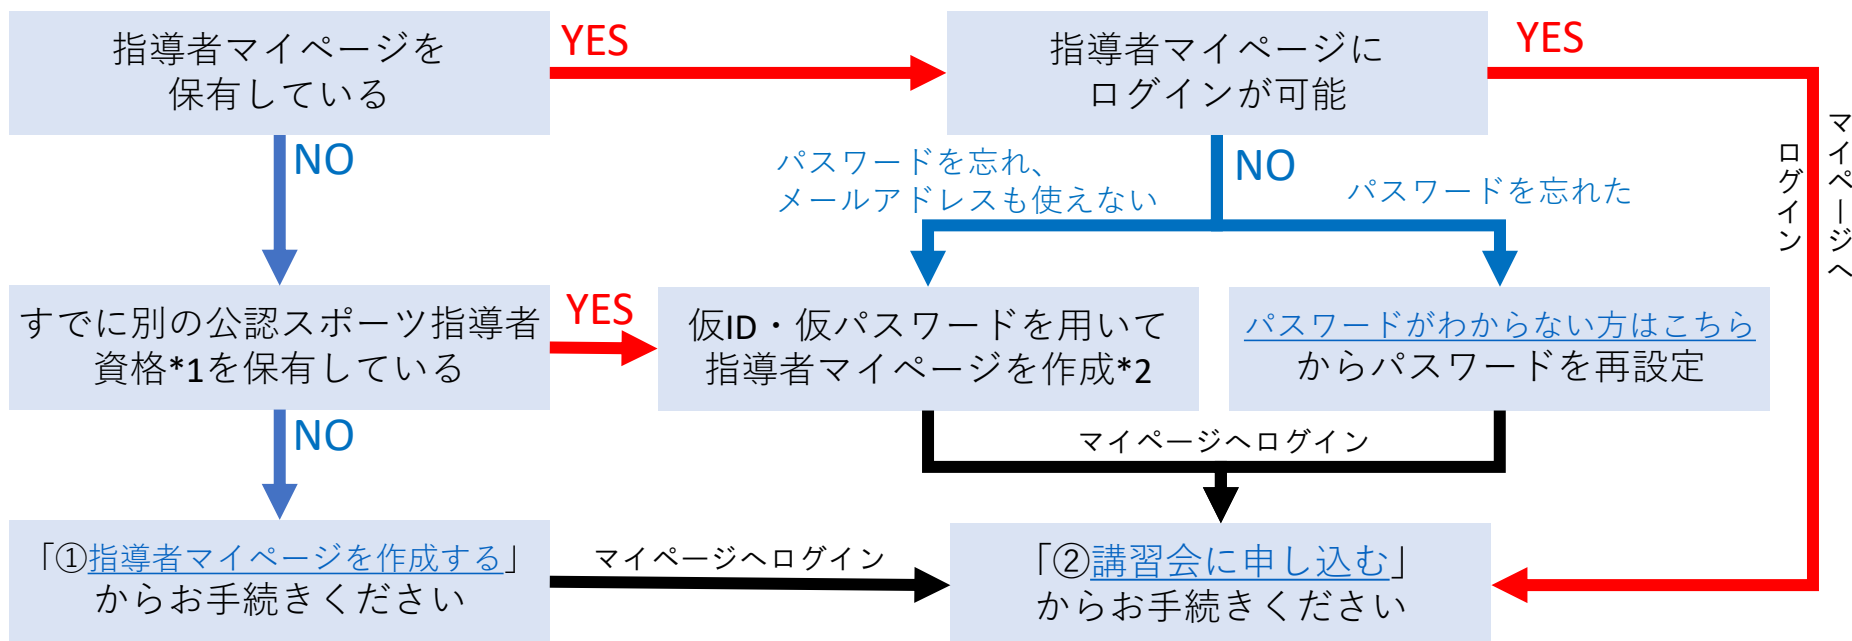 指導者マイページを
保有している
YES
指導者マイページに
ログインが可能
YES
マイページへ
ログイン
NO
パスワードを忘れ、
メールアドレスも使えない
NO
パスワードを忘れた
すでに別の公認スポーツ指導者
資格*1を保有している
YES
仮ID・仮パスワードを用いて
指導者マイページを作成*2
パスワードがわからない方はこちら
からパスワードを再設定
NO
マイページへログイン
「①指導者マイページを作成する」
からお手続きください
マイページへログイン
「②講習会に申し込む」
からお手続きください